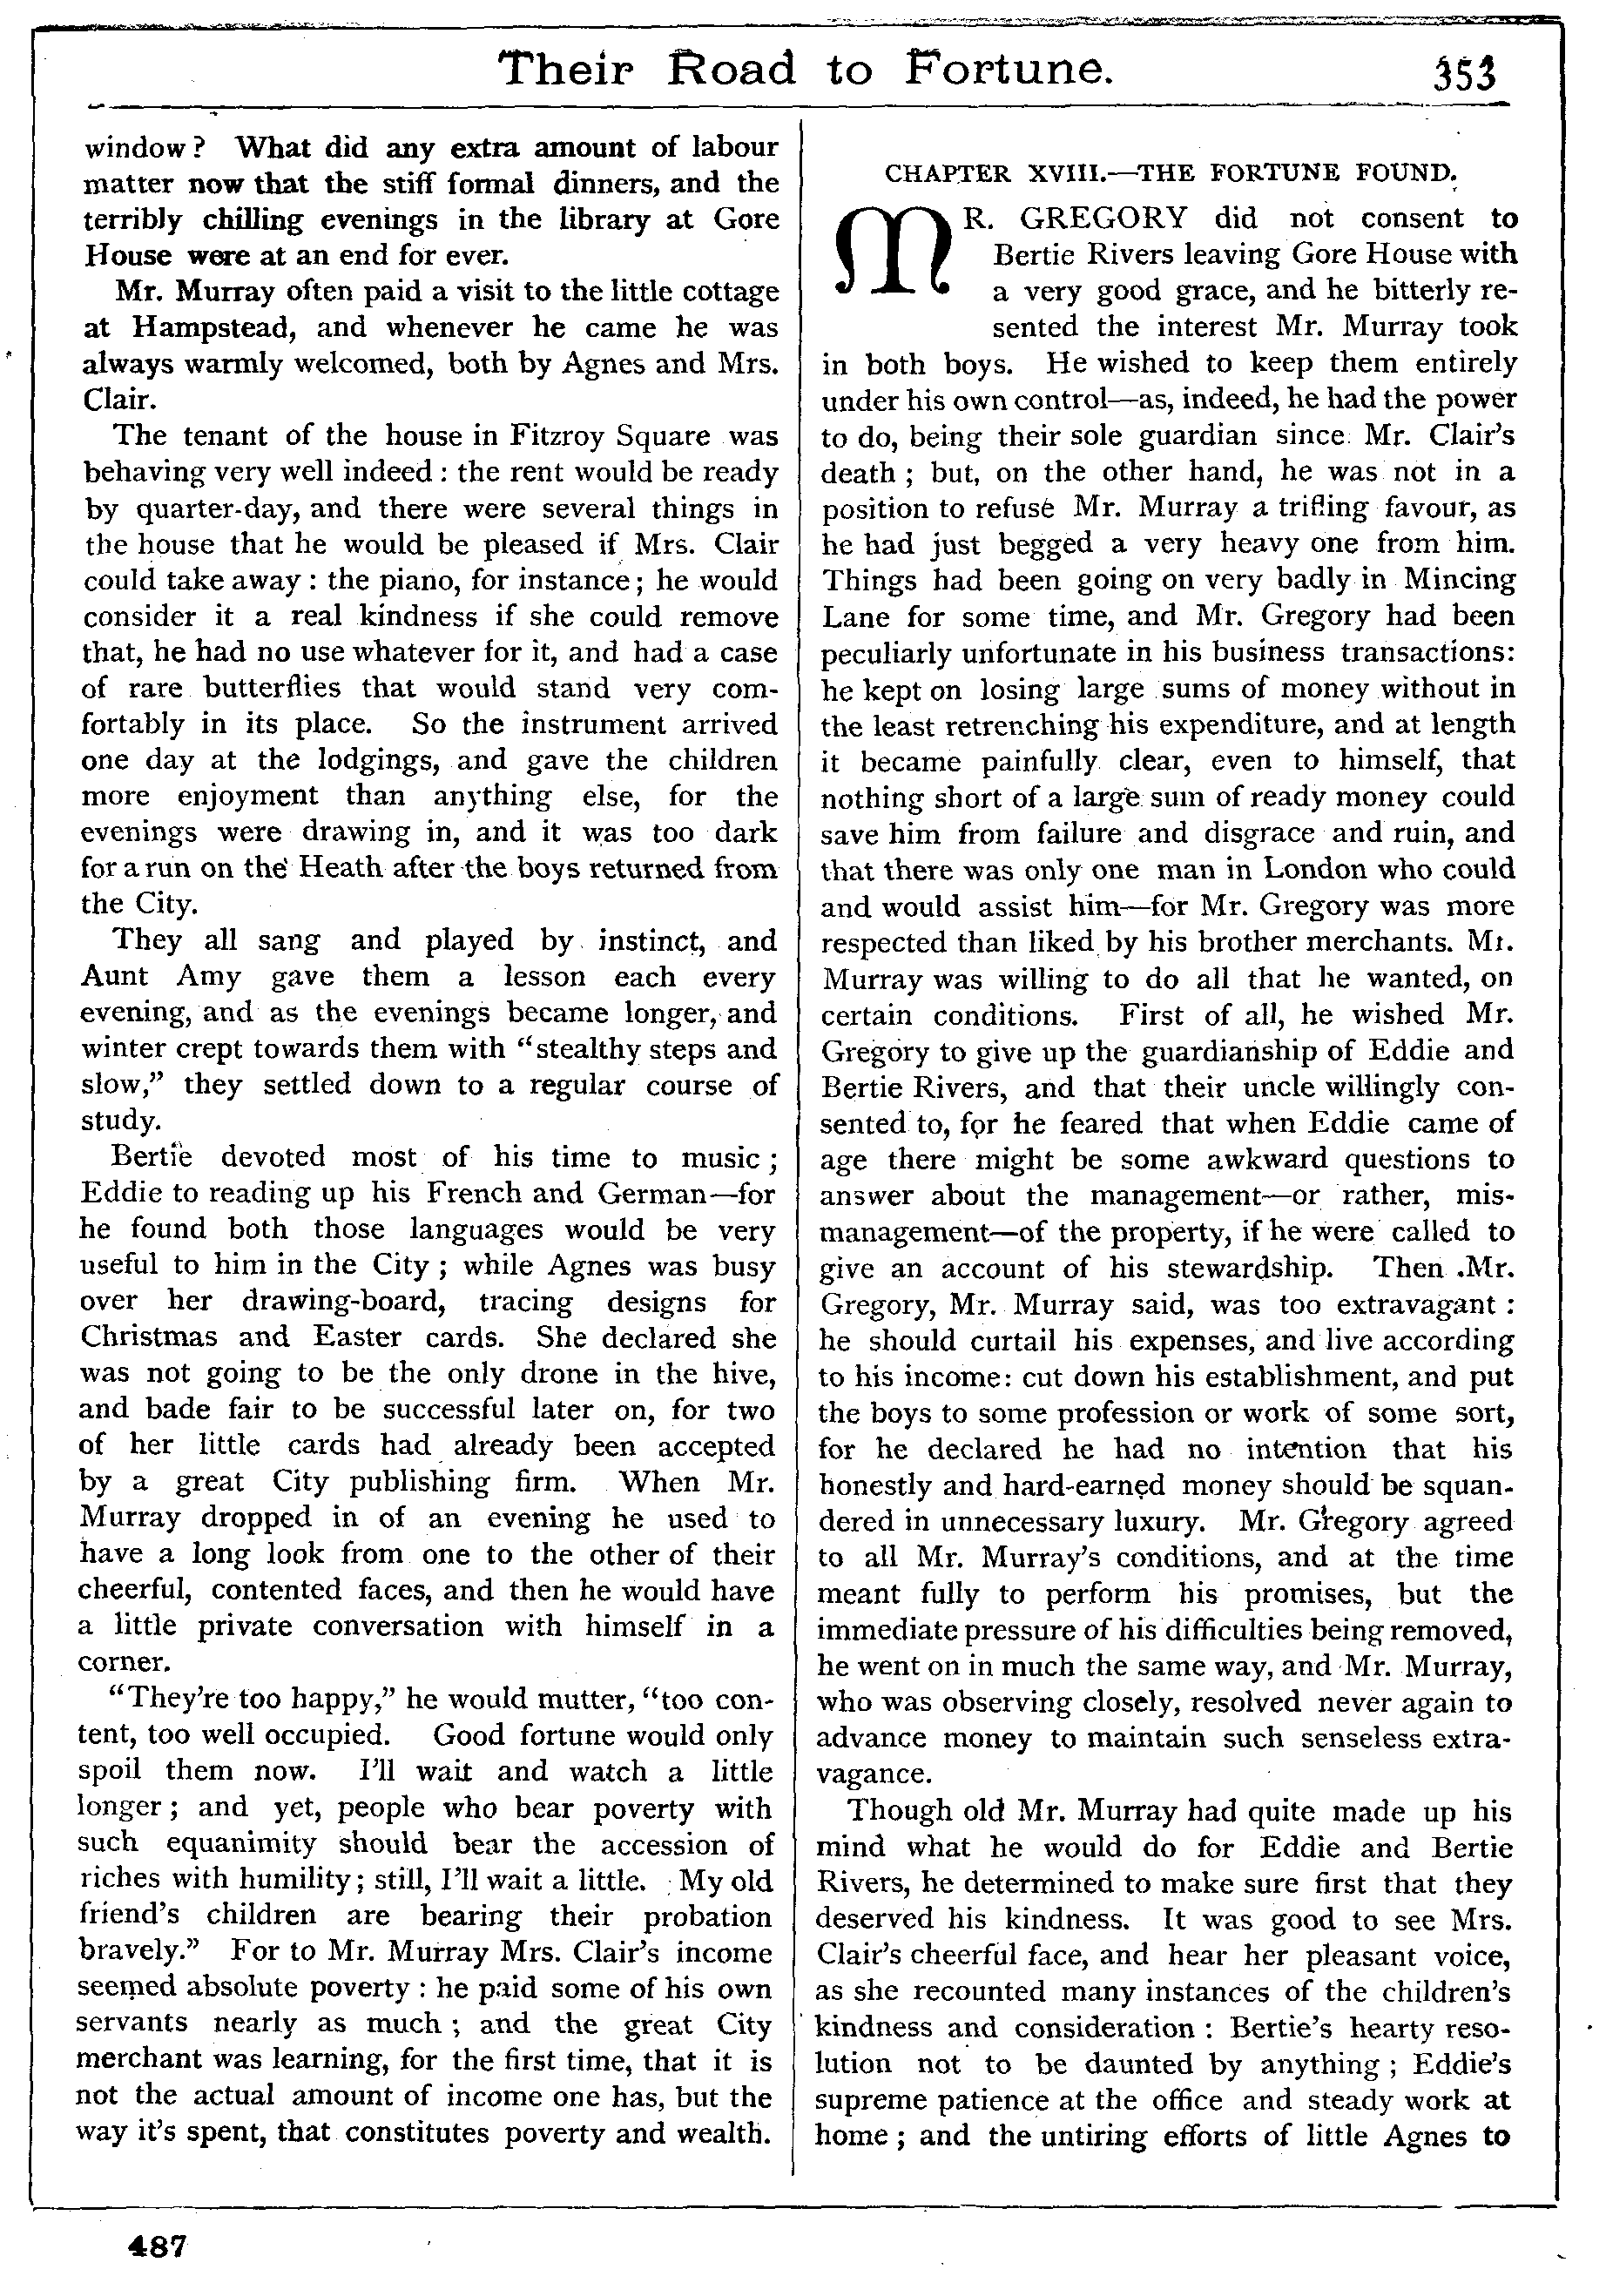 Their Road to Fortune.
353
window? What did any extra amount of labour
matter now that the stiff formal dinners, and the
terribly chilling evenings in the library at Gore
House were at an end for ever.
Mr. Murray often paid a visit to the little cottage
at Hampstead, and whenever he came he was
always warmly welcomed, both by Agnes and Mrs.
Clair.
The tenant of the house in Fitzroy Square was
behaving very well indeed: the rent would be ready
by quarter-day, and there were several things in
the house that he would be pleased if Mrs. Clair
could take away: the piano, for instance; he would
consider it a real kindness if she could remove
that, he had no use whatever for it, and had a case
of rare butterflies that would stand very com-
fortably in its place. So the instrument arrived
one day at the lodgings, and gave the children
more enjoyment than anything else, for the
evenings were drawing in, and it was too dark
for a run on the Heath after the boys returned from
the City.
They all sang and played by instinct, and
Aunt Amy gave them a lesson each every
evening, and as the evenings became longer, and
winter crept towards them with "stealthy steps and
slow," they settled down to a regular course of
study.
Bertie devoted most of his time to music;
Eddie to reading up his French and German—for
he found both those languages would be very
useful to him in the City; while Agnes was busy
over her drawing-board, tracing designs for
Christmas and Easter cards. She declared she
was not going to be the only drone in the hive,
and bade fair to be successful later on, for two
of her little cards had already been accepted
by a great City publishing firm. When Mr.
Murray dropped in of an evening he used to
have a long look from one to the other of their
cheerful, contented faces, and then he would have
a little private conversation with himself in a
corner.
"They're too happy," he would mutter, "too con-
tent, too well occupied. Good fortune would only
spoil them now. I'll wait and watch a little
longer; and yet, people who bear poverty with
such equanimity should bear the accession of
riches with humility; still, I'll wait a little. My old
friend's children are bearing their probation
bravely." For to Mr. Murray Mrs. Clair's income
seemed absolute poverty: he paid some of his own
servants nearly as much; and the great City
merchant was learning, for the first time, that it is
not the actual amount of income one has, but the
way it's spent, that constitutes poverty and wealth.
CHAPTER XVIII.—THE FORTUNE FOUND.
MR. GREGORY did not consent to
Bertie Rivers leaving Gore House with
a very good grace, and he bitterly re-
sented the interest Mr. Murray took
in both boys. He wished to keep them entirely
under his own control—as, indeed, he had the power
to do, being their sole guardian since Mr. Clair's
death; but, on the other hand, he was not in a
position to refuse Mr. Murray a trifling favour, as
he had just begged a very heavy one from him.
Things had been going on very badly in Mincing
Lane for some time, and Mr. Gregory had been
peculiarly unfortunate in his business transactions:
he kept on losing large sums of money without in
the least retrenching his expenditure, and at length
it became painfully clear, even to himself, that
nothing short of a large sum of ready money could
save him from failure and disgrace and ruin, and
that there was only one man in London who could
and would assist him—for Mr. Gregory was more
respected than liked by his brother merchants. Mr.
Murray was willing to do all that he wanted, on
certain conditions. First of all, he wished Mr.
Gregory to give up the guardianship of Eddie and
Bertie Rivers, and that their uncle willingly con-
sented to, for he feared that when Eddie came of
age there might be some awkward questions to
answer about the management—or rather, mis-
management—of the property, if he were called to
give an account of his stewardship. Then Mr.
Gregory, Mr. Murray said, was too extravagant:
he should curtail his expenses, and live according
to his income: cut down his establishment, and put
the boys to some profession or work of some sort,
for he declared he had no intention that his
honestly and hard-earned money should be squan-
dered in unnecessary luxury. Mr. Gregory agreed
to all Mr. Murray's conditions, and at the time
meant fully to perform his promises, but the
immediate pressure of his difficulties being removed,
he went on in much the same way, and Mr. Murray,
who was observing closely, resolved never again to
advance money to maintain such senseless extra-
vagance.
Though old Mr. Murray had quite made up his
mind what he would do for Eddie and Bertie
Rivers, he determined to make sure first that they
deserved his kindness. It was good to see Mrs.
Clair's cheerful face, and hear her pleasant voice,
as she recounted many instances of the children's
kindness and consideration: Bertie's hearty reso-
lution not to be daunted by anything; Eddie's
supreme patience at the office and steady work at
home; and the untiring efforts of little Agnes to
487